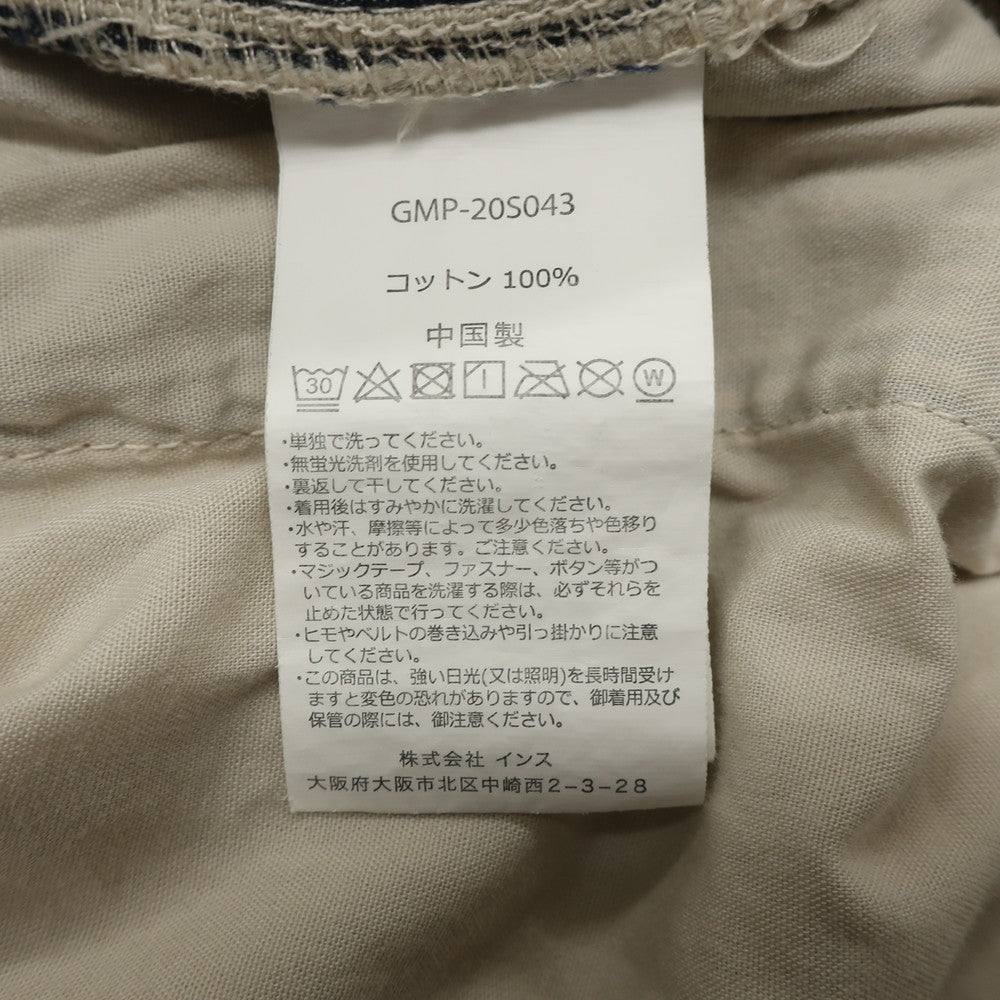 GMP-20S043
コットン 100%
中国製
30 W
・単独で洗ってください。
・無蛍光洗剤を使用してください。
・裏返して干してください。
・着用後はすみやかに洗濯してください。
・水や汗、摩擦等によって多少色落ちや色移り
することがあります。ご注意ください。
・マジックテープ、ファスナー、ボタン等がつ
いている商品を洗濯する際は、必ずそれらを
止めた状態で行ってください。
・ヒモやベルトの巻き込みや引っ掛かりに注意
してください。
・この商品は、強い日光(又は照明)を長時間受け
ますと変色の恐れがありますので、御着用及び
保管の際には、御注意ください。
株式会社 インス
大阪府大阪市北区中崎西2-3-28